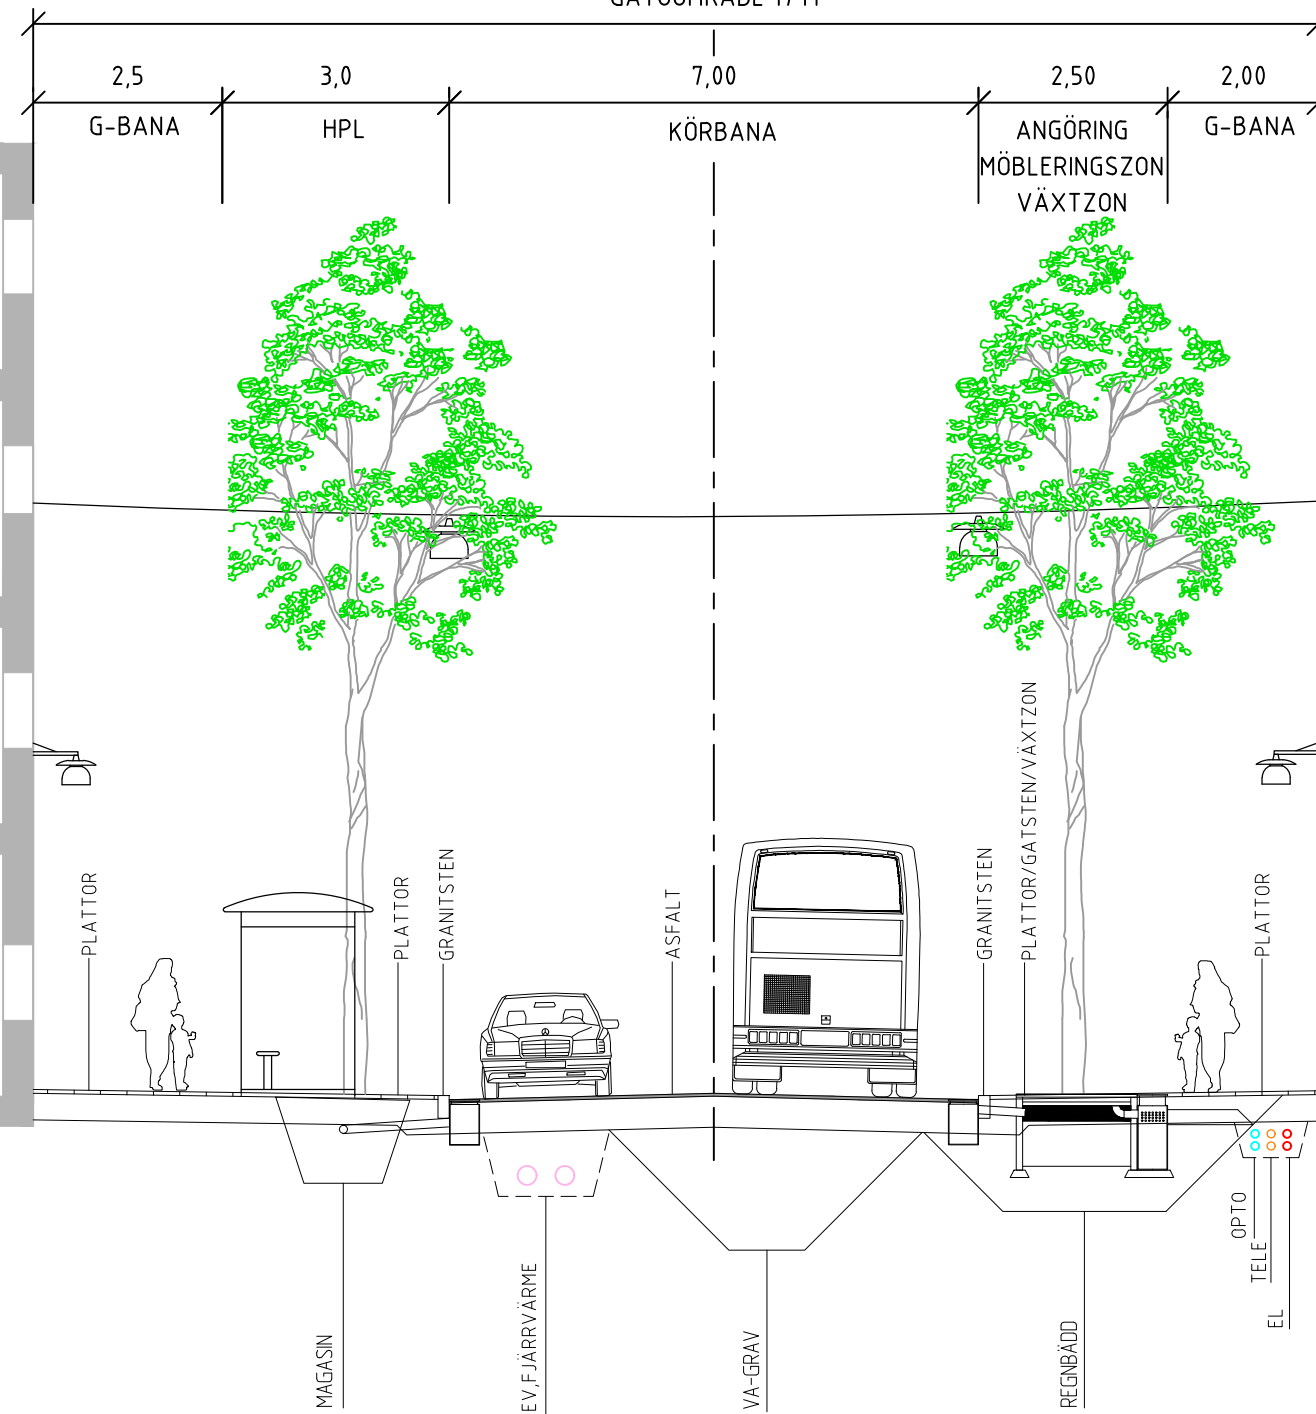 2,5
3,0
7,00
2,50
2,00
G-BANA
HPL
KÖRBANA
ANGÖRING
MÖBLERINGSZON
VÄXTZON
G-BANA
PLATTOR
PLATTOR
GRANITSTEN
ASFALT
GRANITSTEN
PLATTOR/GATSTEN/VÄXTZON
PLATTOR
MAGASIN
EV,FJÄRRVÄRME
VA-GRAV
REGNBÄDD
OPTO
TELE
EL